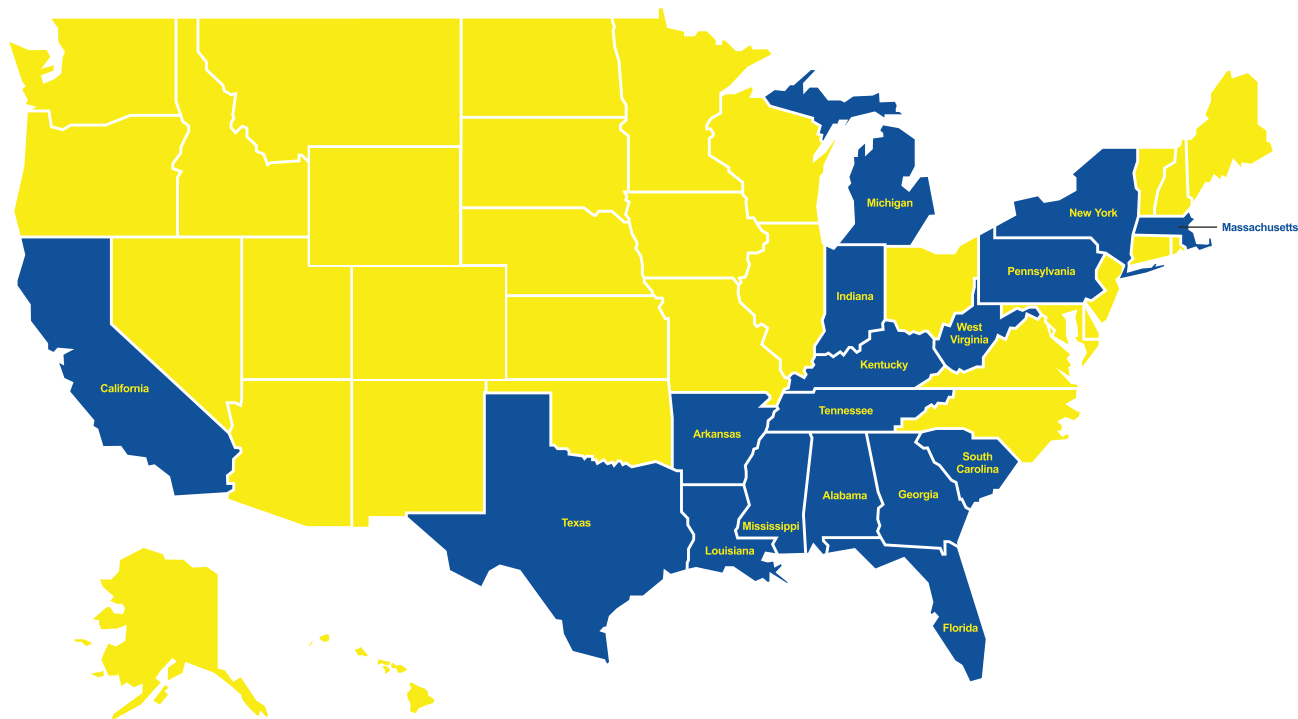 Michigan
New York
Massachusetts
Pennsylvania
Indiana
West
Virginia
Kentucky
California
Tennessee
Arkansas
South
Carolina
Alabama
Georgia
Texas
Mississippi
Louisiana
Florida